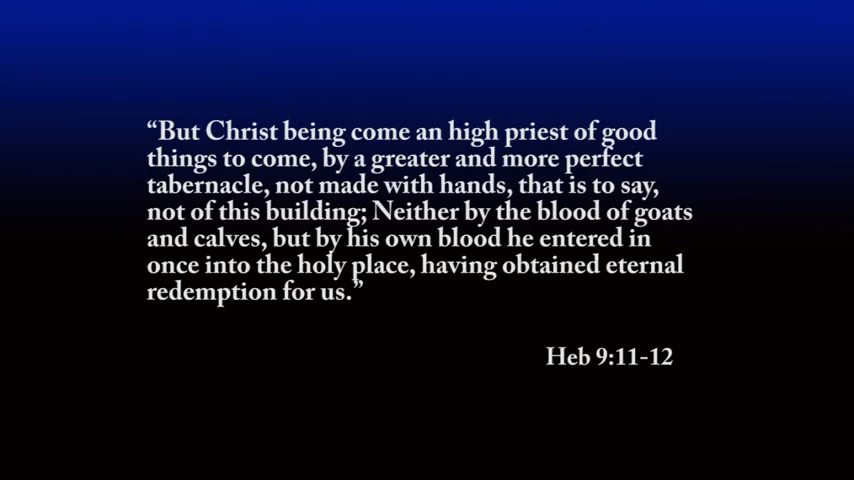 “But Christ being come an high priest of good
things to come, by a greater and more perfect
tabernacle, not made with hands, that is to say,
not of this building; Neither by the blood of goats
and calves, but by his own blood he entered in
once into the holy place, having obtained eternal
redemption for us.”
Heb 9:11-12